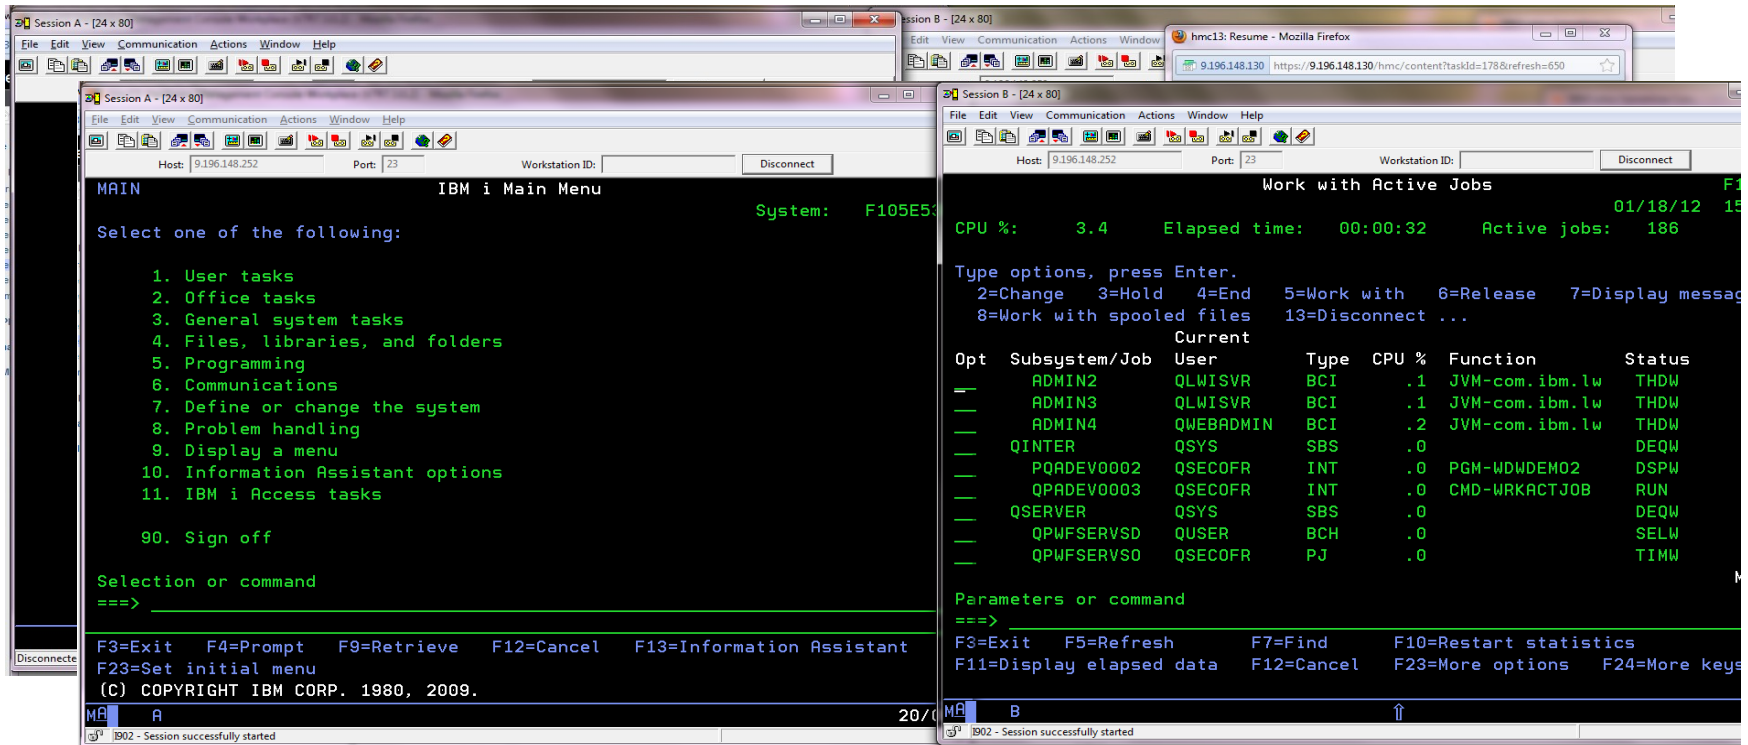 Session A - [24 x 80]
File Edit View Communication Actions Window Help
Disconnecte
ession B - [24 x 80]
Edit View Communication Actions Window
hmc13: Resume - Mozilla Firefox
9.196.148.130 https://9.196.148.130/hmc/content?taskId=178&refresh=650
Session A - [24 x 80]
File Edit View Communication Actions Window Help
Host: 9.196.148.252 Port: 23 Workstation ID: Disconnect
MAIN IBM i Main Menu
System: F105E53
Select one of the following:
1. User tasks
2. Office tasks
3. General system tasks
4. Files, libraries, and folders
5. Programming
6. Communications
7. Define or change the system
8. Problem handling
9. Display a menu
10. Information Assistant options
11. IBM i Access tasks
90. Sign off
Selection or command
===>
F3=Exit F4=Prompt F9=Retrieve F12=Cancel F13=Information Assistant
F23=Set initial menu
(C) COPYRIGHT IBM CORP. 1980, 2009.
MA A 20/0
I902 - Session successfully started
Session B - [24 x 80]
File Edit View Communication Actions Window Help
Host: 9.196.148.252 Port: 23 Workstation ID: Disconnect
Work with Active Jobs F1
01/18/12 15
CPU %: 3.4 Elapsed time: 00:00:32 Active jobs: 186
Type options, press Enter.
2=Change 3=Hold 4=End 5=Work with 6=Release 7=Display messag
8=Work with spooled files 13=Disconnect ...
Current
Opt Subsystem/Job User Type CPU % Function Status
ADMIN2 QLWISVR BCI .1 JVM-com.ibm.lw THDW
ADMIN3 QLWISVR BCI .1 JVM-com.ibm.lw THDW
ADMIN4 QWEBADMIN BCI .2 JVM-com.ibm.lw THDW
QINTER QSYS SBS .0 DEQW
PQADEV0002 QSECOFR INT .0 PGM-WDWDEMO2 DSPW
QPADEV0003 QSECOFR INT .0 CMD-WRKACTJOB RUN
QSERVER QSYS SBS .0 DEQW
QPWFSERVSD QUSER BCH .0 SELW
QPWFSERVSO QSECOFR PJ .0 TIMW
M
Parameters or command
===>
F3=Exit F5=Refresh F7=Find F10=Restart statistics
F11=Display elapsed data F12=Cancel F23=More options F24=More keys
MA B
I902 - Session successfully started